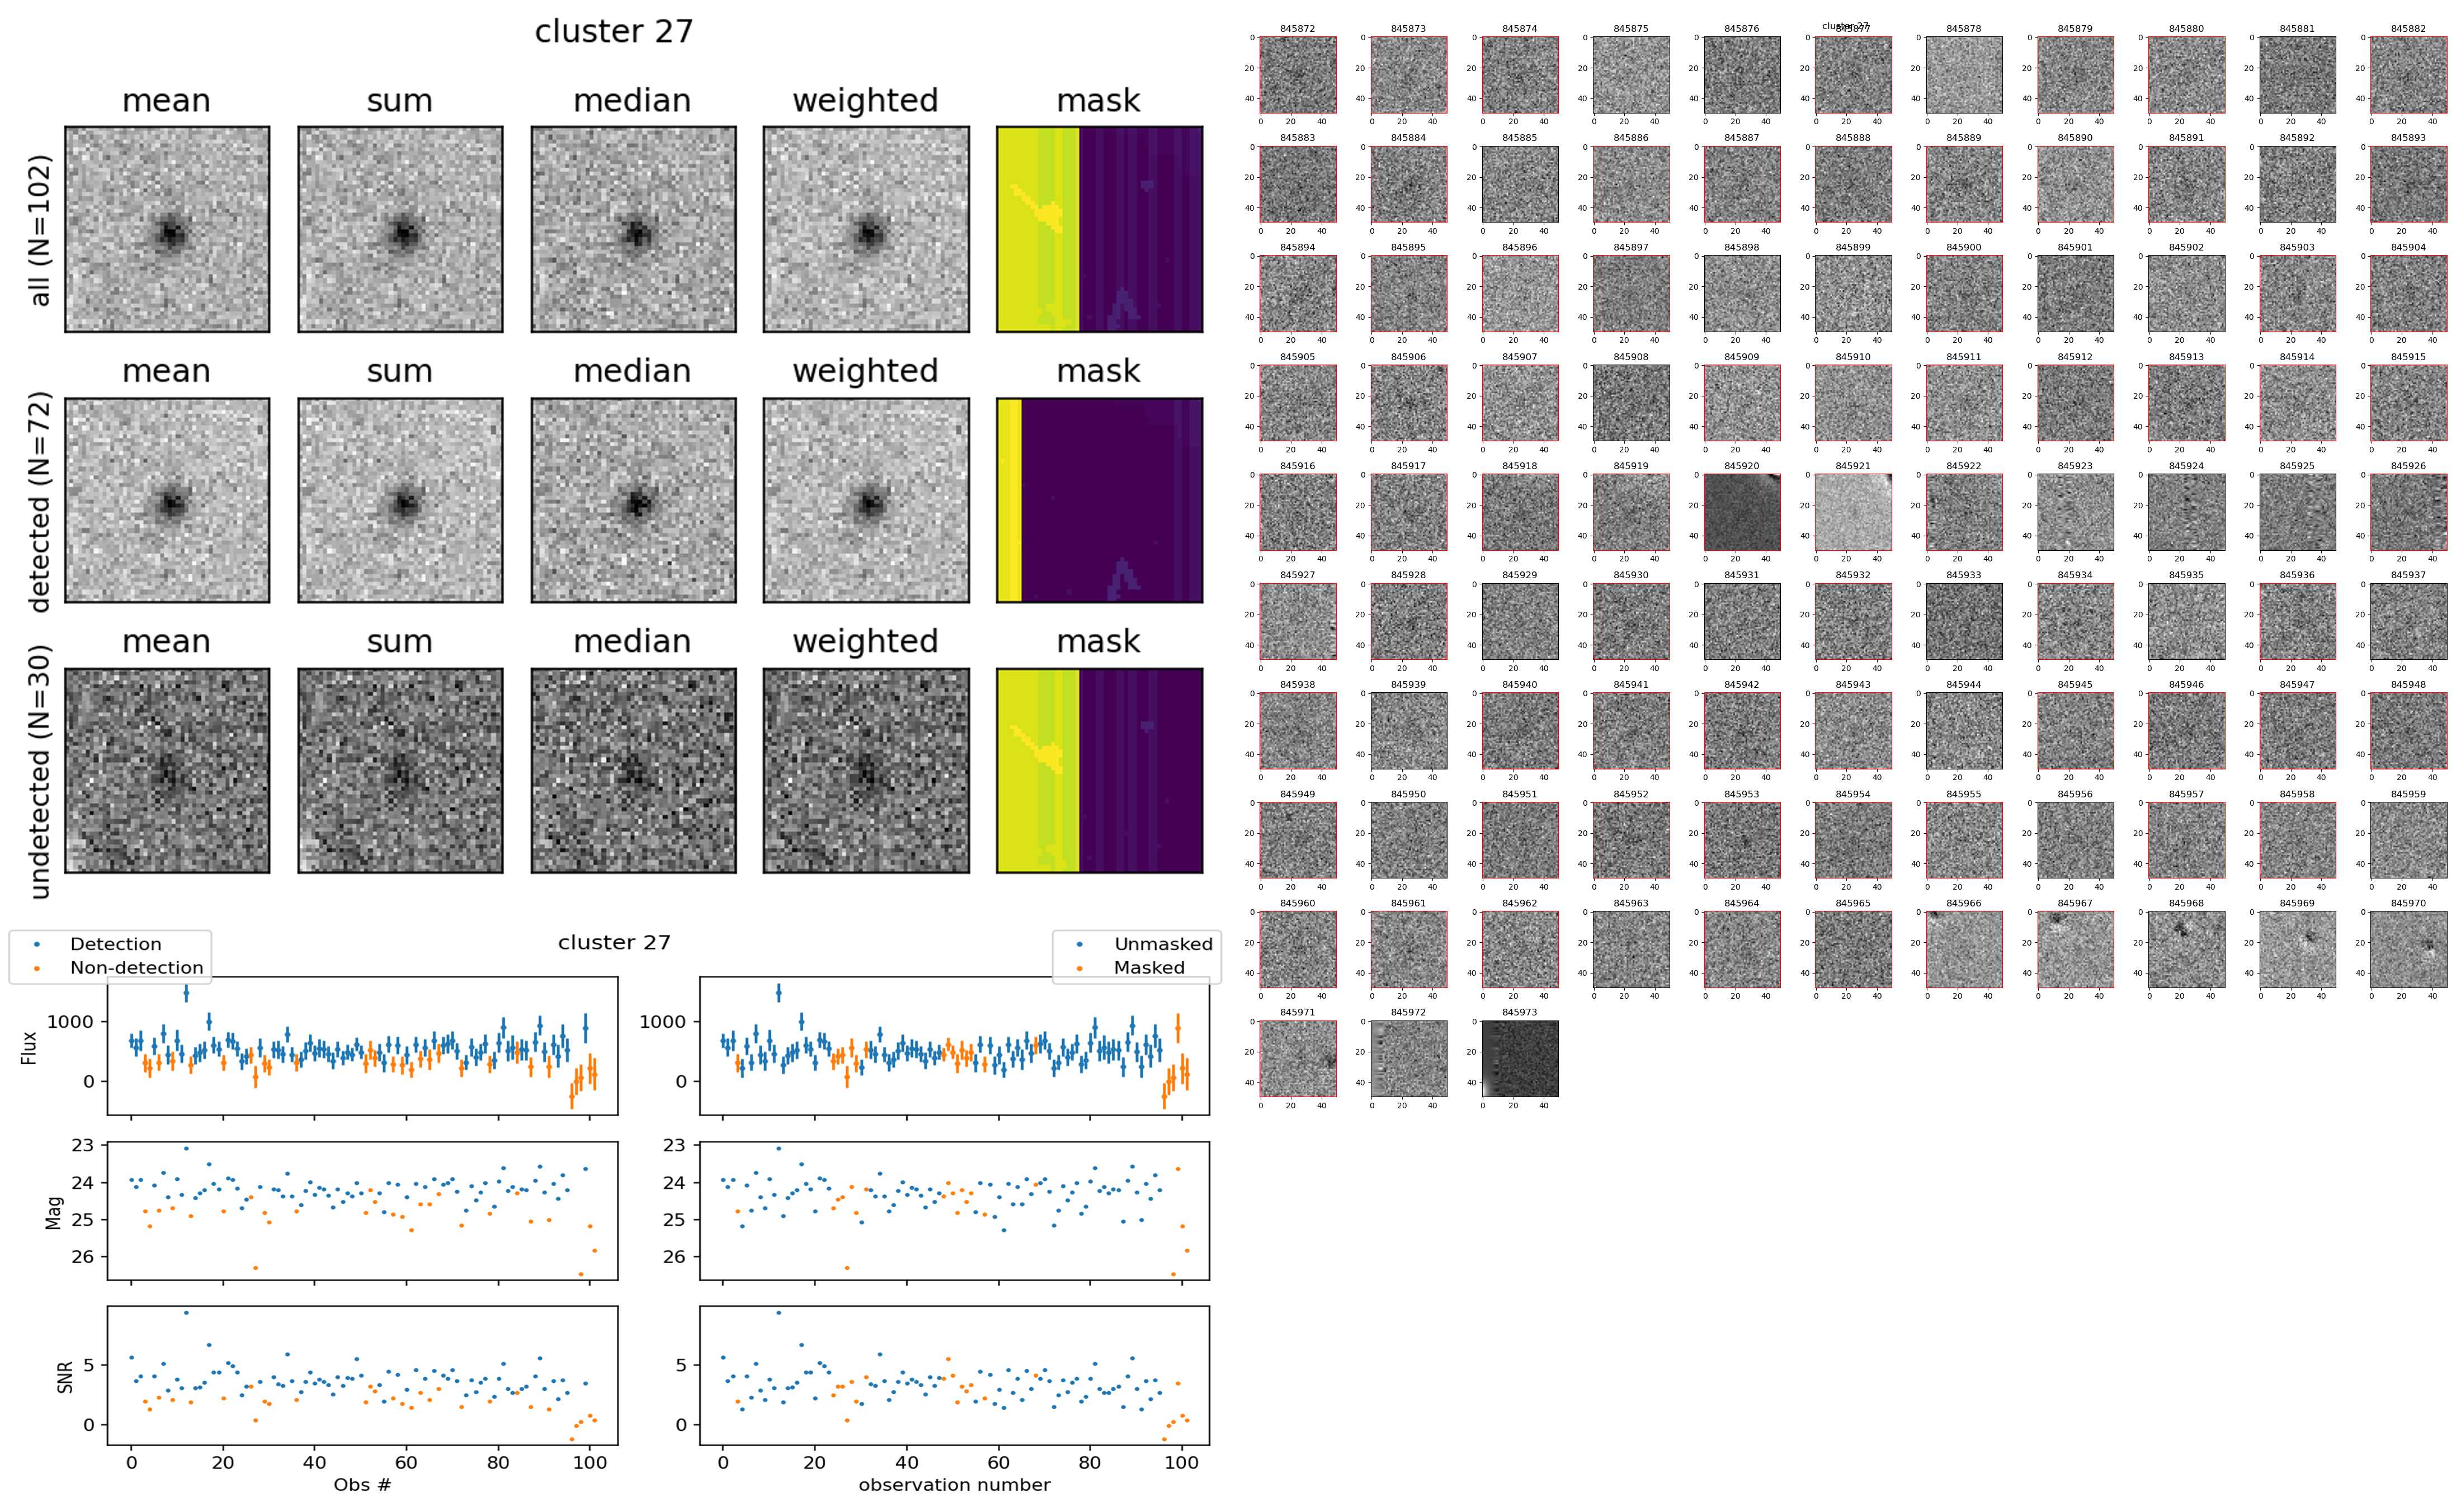 cluster 27
mean sum median weighted mask
all (N=102)
mean sum median weighted mask
detected (N=72)
mean sum median weighted mask
undetected (N=30)
cluster 27
Detection
Non-detection
Unmasked
Masked
Flux
1000
0
1000
0
Mag
23
24
25
26
23
24
25
26
SNR
5
0
5
0
0 20 40 60 80 100
Obs #
0 20 40 60 80 100
observation number
cluster 27
845872 845873 845874 845875 845876 845877 845878 845879 845880 845881 845882
845883 845884 845885 845886 845887 845888 845889 845890 845891 845892 845893
845894 845895 845896 845897 845898 845899 845900 845901 845902 845903 845904
845905 845906 845907 845908 845909 845910 845911 845912 845913 845914 845915
845916 845917 845918 845919 845920 845921 845922 845923 845924 845925 845926
845927 845928 845929 845930 845931 845932 845933 845934 845935 845936 845937
845938 845939 845940 845941 845942 845943 845944 845945 845946 845947 845948
845949 845950 845951 845952 845953 845954 845955 845956 845957 845958 845959
845960 845961 845962 845963 845964 845965 845966 845967 845968 845969 845970
845971 845972 845973